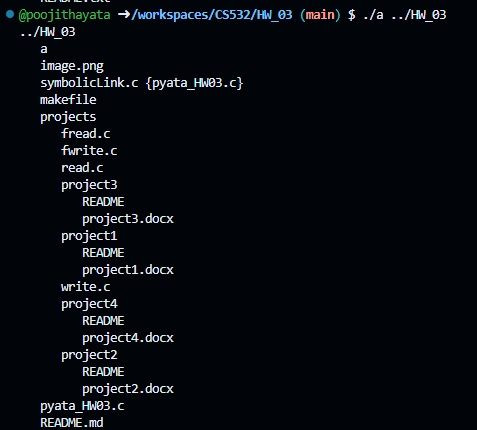 @poojithayata ➜/workspaces/CS532/HW_03 (main) $ ./a ../HW_03
../HW_03
a
image.png
symbolicLink.c {pyata_HW03.c}
makefile
projects
fread.c
fwrite.c
read.c
project3
README
project3.docx
project1
README
project1.docx
write.c
project4
README
project4.docx
project2
README
project2.docx
pyata_HW03.c
README.md